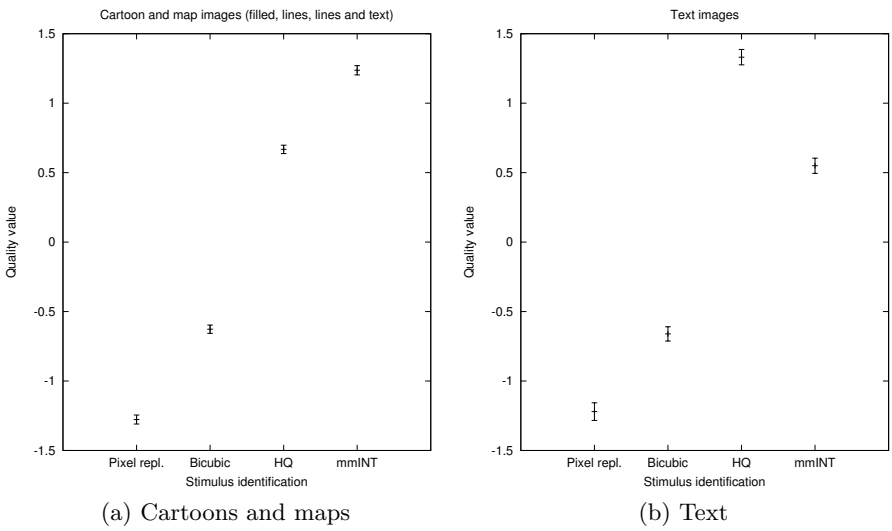 Cartoon and map images (filled, lines, lines and text)
1.5
1
0.5
0
-0.5
-1
-1.5
Quality value
Pixel repl. Bicubic HQ mmINT
Stimulus identification
(a) Cartoons and maps
Text images
1.5
1
0.5
0
-0.5
-1
-1.5
Quality value
Pixel repl. Bicubic HQ mmINT
Stimulus identification
(b) Text